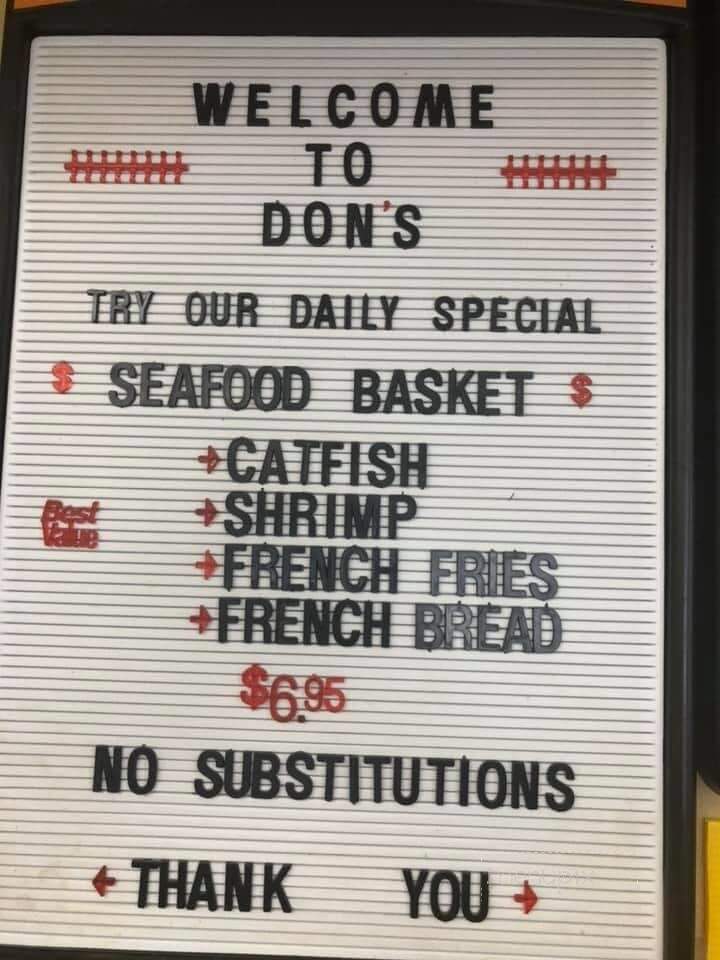 WELCOME
TO
DON'S
TRY OUR DAILY SPECIAL
$ SEAFOOD BASKET $
→CATFISH
→SHRIMP
Best
Value
→FRENCH FRIES
→FRENCH BREAD
$6.95
NO SUBSTITUTIONS
← THANK YOU →